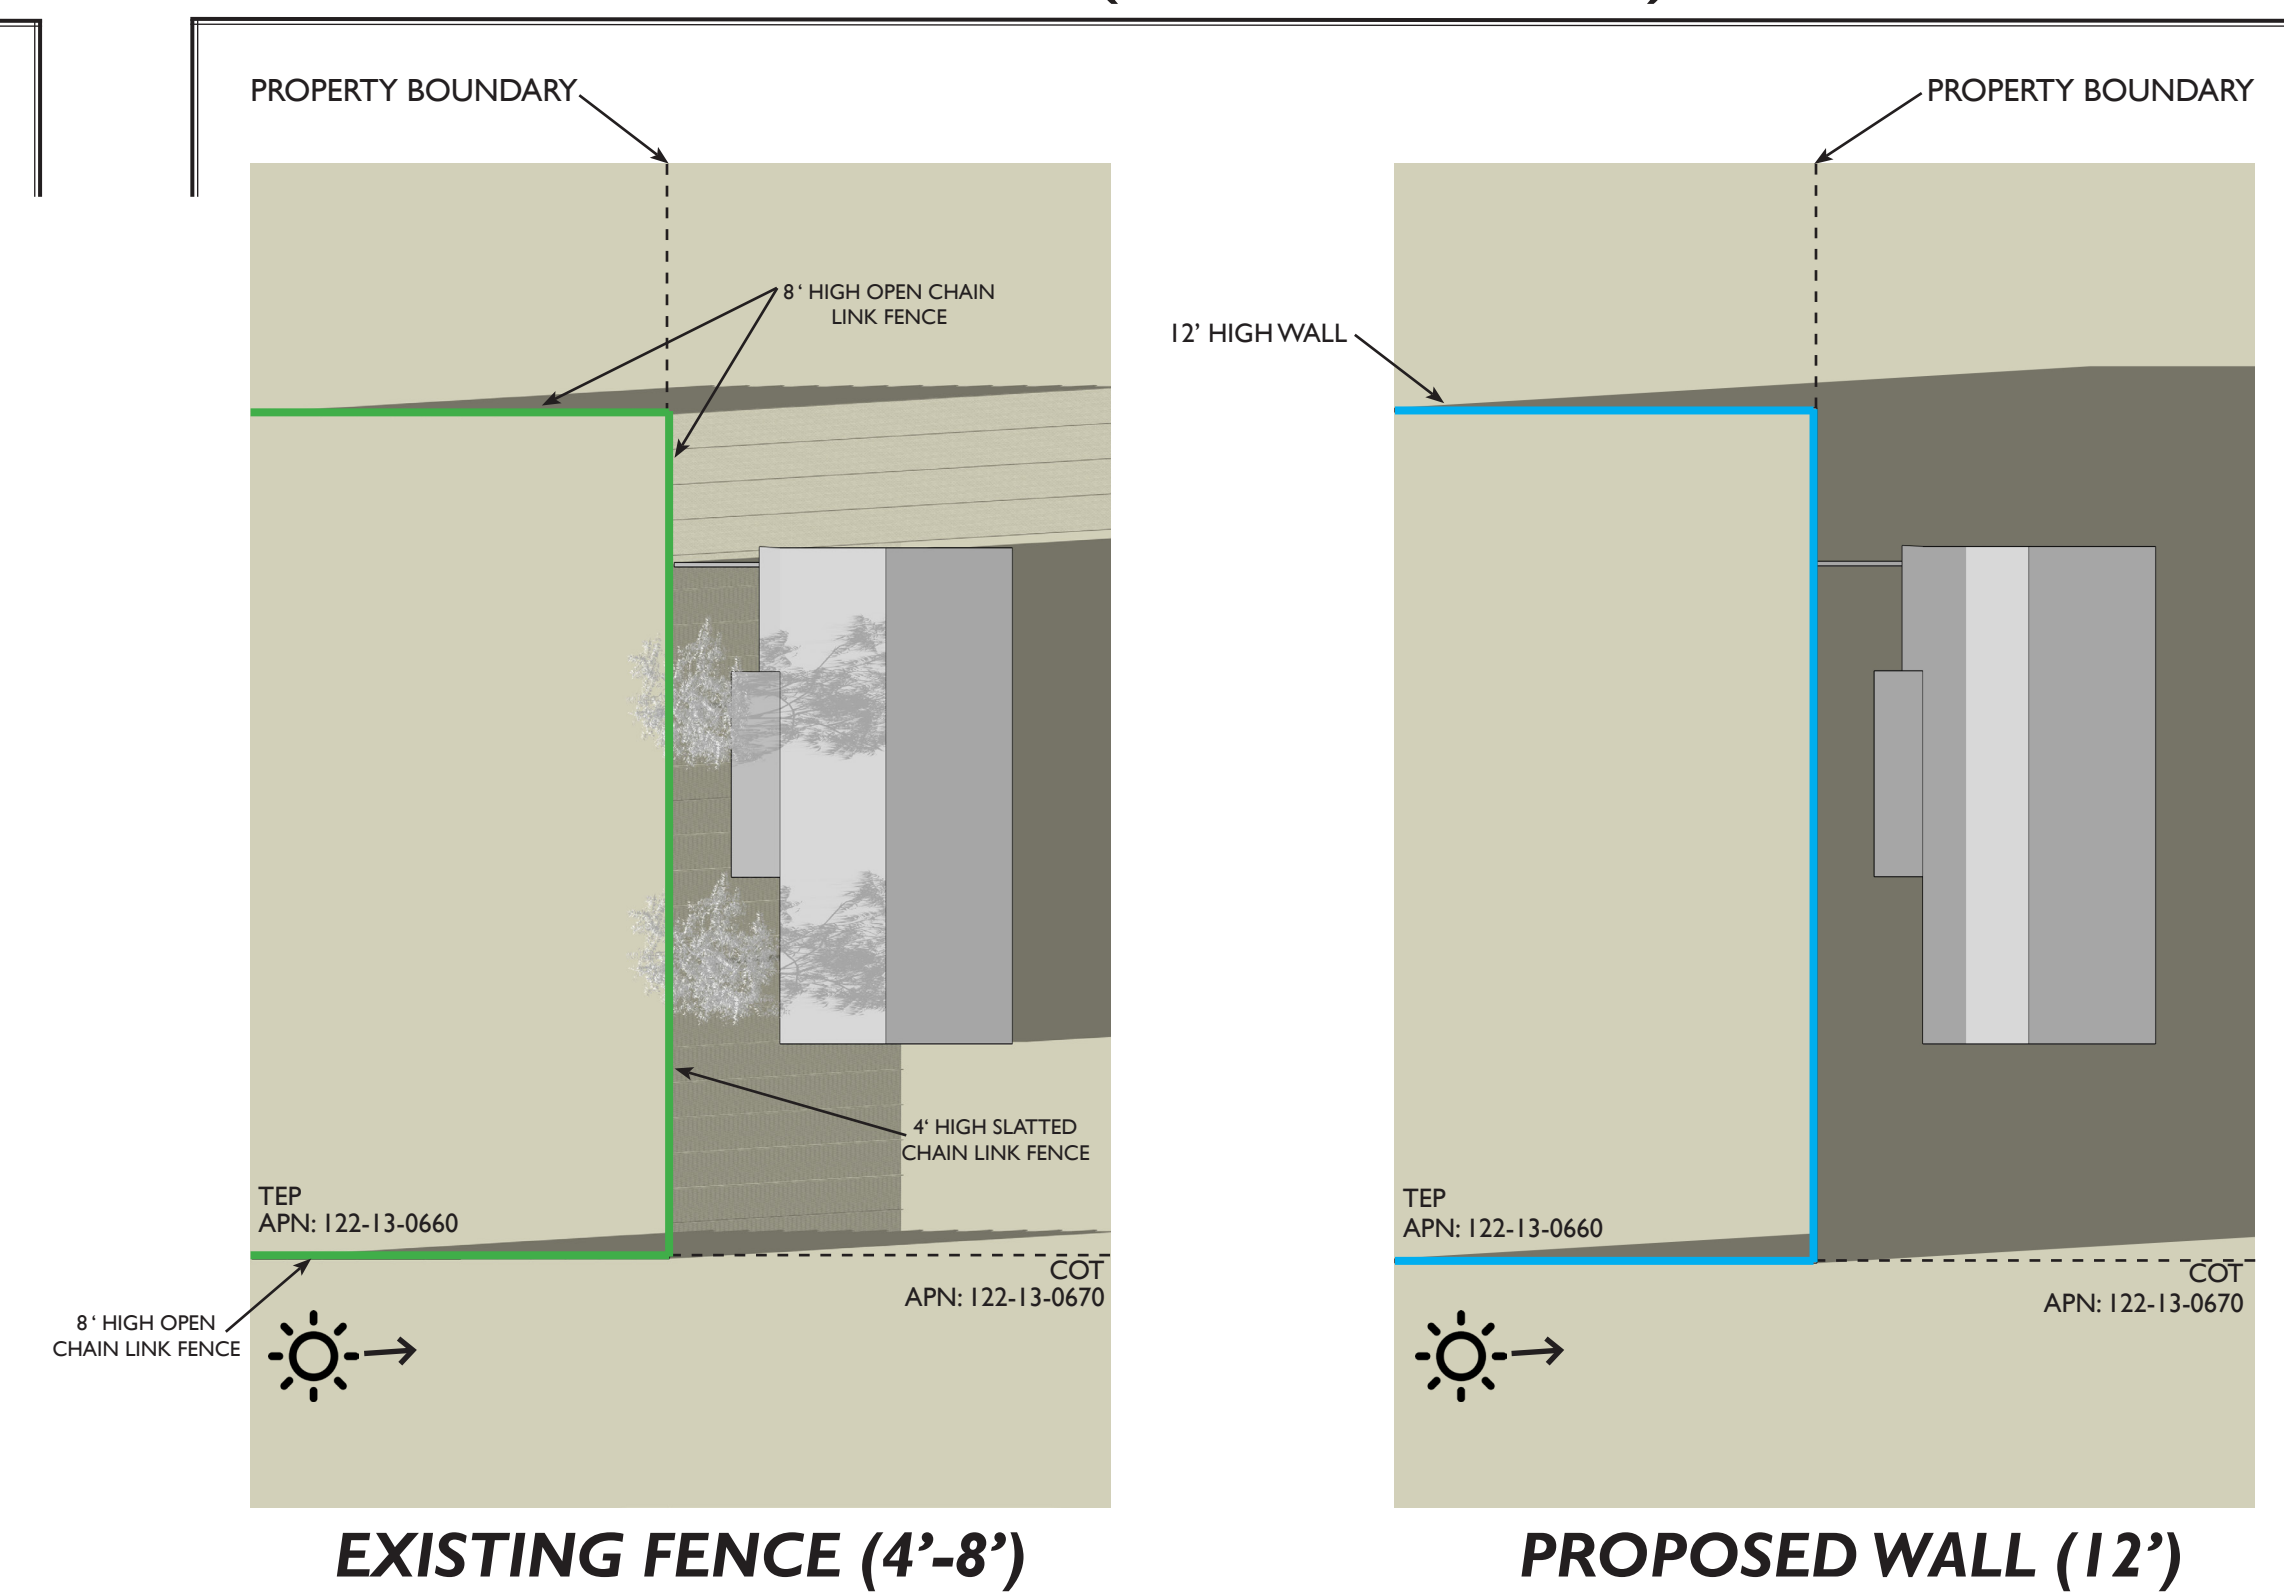 PROPERTY BOUNDARY
8‘ HIGH OPEN CHAIN
LINK FENCE
4‘ HIGH SLATTED
CHAIN LINK FENCE
TEP
APN: 122-13-0660
COT
APN: 122-13-0670
8‘ HIGH OPEN
CHAIN LINK FENCE
EXISTING FENCE (4’-8’)
PROPERTY BOUNDARY
12’ HIGH WALL
TEP
APN: 122-13-0660
COT
APN: 122-13-0670
PROPOSED WALL (12’)